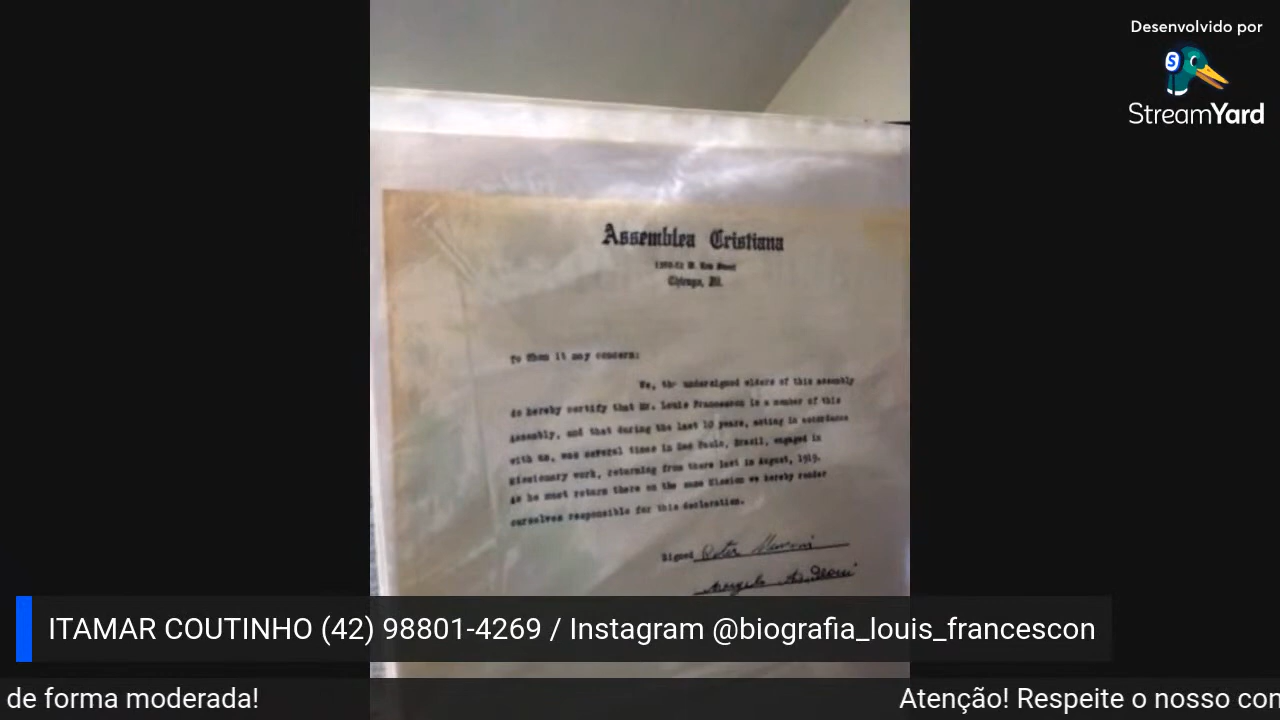 Desenvolvido por
StreamYard
Assemblea Cristiana
Chicago, Ill.
To Whom it may concern:
We, the undersigned elders of this assembly
do hereby certify that Mr. Louis Francescon is a member of this
Assembly, and that during the last 10 years, acting in accordance
with us, was several times in Sao Paulo, Brazil, engaged in
Missionary work, returning from there last in August, 1919.
As he must return there on the same Mission we hereby render
ourselves responsible for this declaration.
Signed Peter
ITAMAR COUTINHO (42) 98801-4269 / Instagram @biografia_louis_francescon
de forma moderada! Atenção! Respeite o nosso con